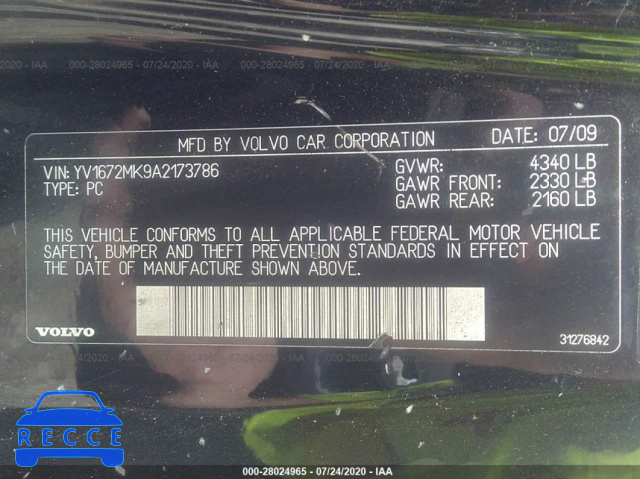 000-28024965 - 07/24/2020 - IAA
MFD BY VOLVO CAR CORPORATION DATE: 07/09
VIN: YV1672MK9A2173786 GVWR: 4340 LB
TYPE: PC GAWR FRONT: 2330 LB
GAWR REAR: 2160 LB
THIS VEHICLE CONFORMS TO ALL APPLICABLE FEDERAL MOTOR VEHICLE
SAFETY, BUMPER AND THEFT PREVENTION STANDARDS IN EFFECT ON
THE DATE OF MANUFACTURE SHOWN ABOVE.
VOLVO 31276842
RECCE
000-28024965 - 07/24/2020 - IAA